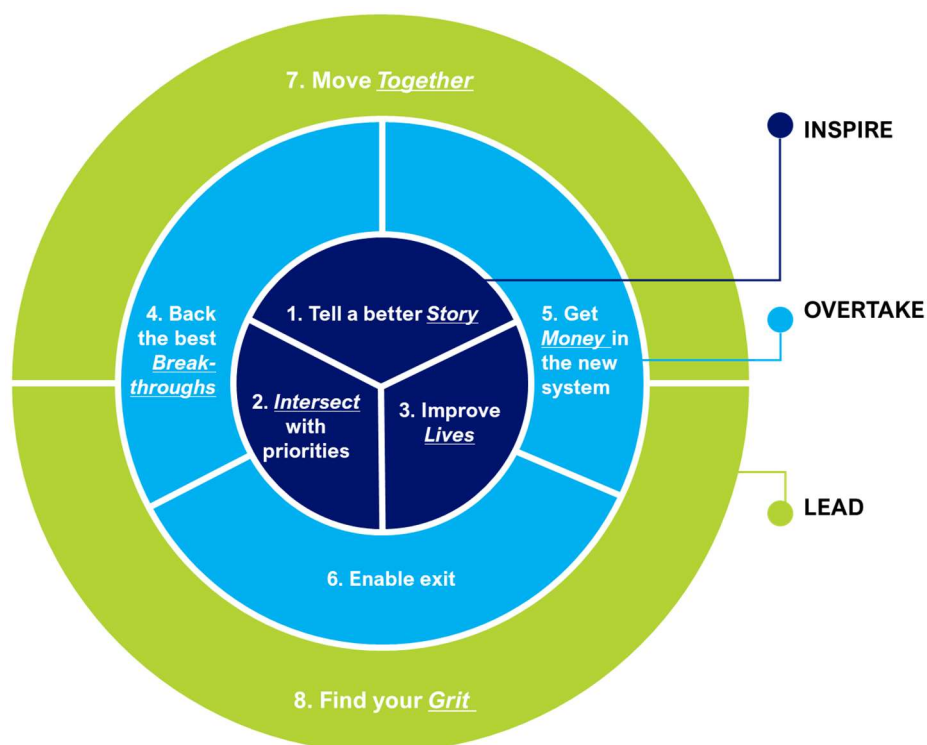 7. Move Together
INSPIRE
1. Tell a better Story
4. Back
the best
Break-
throughs
5. Get
Money in
the new
system
OVERTAKE
2. Intersect
with
priorities
3. Improve
Lives
LEAD
6. Enable exit
8. Find your Grit